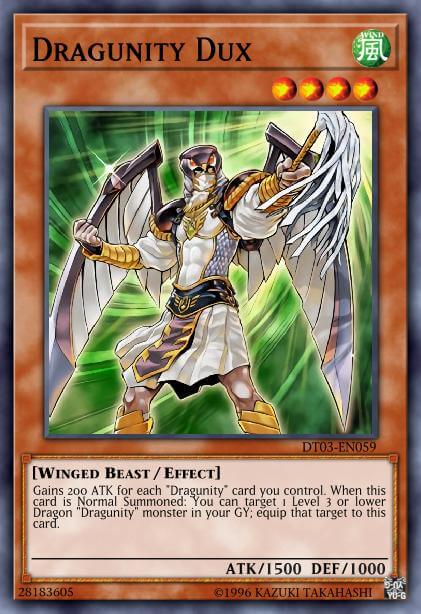 Dragunity Dux
WIND
風
DT03-EN059
[Winged Beast / Effect]
Gains 200 ATK for each "Dragunity" card you control. When this
card is Normal Summoned: You can target 1 Level 3 or lower
Dragon "Dragunity" monster in your GY; equip that target to this
card.
ATK/1500 DEF/1000
28183605
©1996 KAZUKI TAKAHASHI